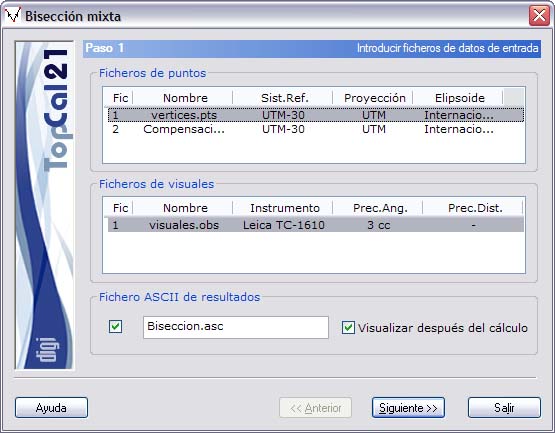 Bisección mixta
TopCal 21
digi
Paso 1 Introducir ficheros de datos de entrada
Ficheros de puntos
Fic Nombre Sist.Ref. Proyección Elipsoide
1 vertices.pts UTM-30 UTM Internacio...
2 Compensaci... UTM-30 UTM Internacio...
Ficheros de visuales
Fic Nombre Instrumento Prec.Ang. Prec.Dist.
1 visuales.obs Leica TC-1610 3 cc -
Fichero ASCII de resultados
Biseccion.asc Visualizar después del cálculo
Ayuda << Anterior Siguiente >> Salir